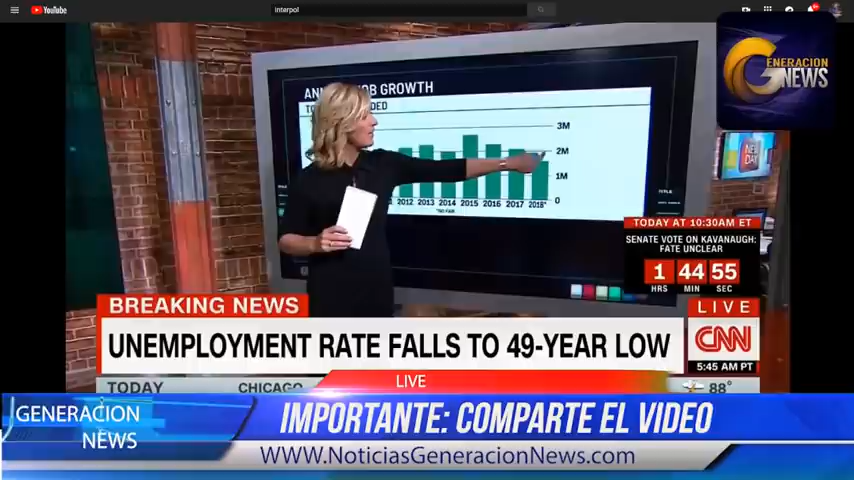 YouTube
interpol
GENERACION
NEWS
JOB GROWTH
3M
2M
1M
0
2012 2013 2014 2015 2016 2017 2018*
NEW
DAY
TITLE
TODAY AT 10:30AM ET
SENATE VOTE ON KAVANAUGH:
FATE UNCLEAR
1 44 55
HRS MIN SEC
BREAKING NEWS
LIVE
UNEMPLOYMENT RATE FALLS TO 49-YEAR LOW
CNN
5:45 AM PT
TODAY CHICAGO 88°
LIVE
GENERACION
NEWS
IMPORTANTE: COMPARTE EL VIDEO
WWW.NoticiasGeneracionNews.com